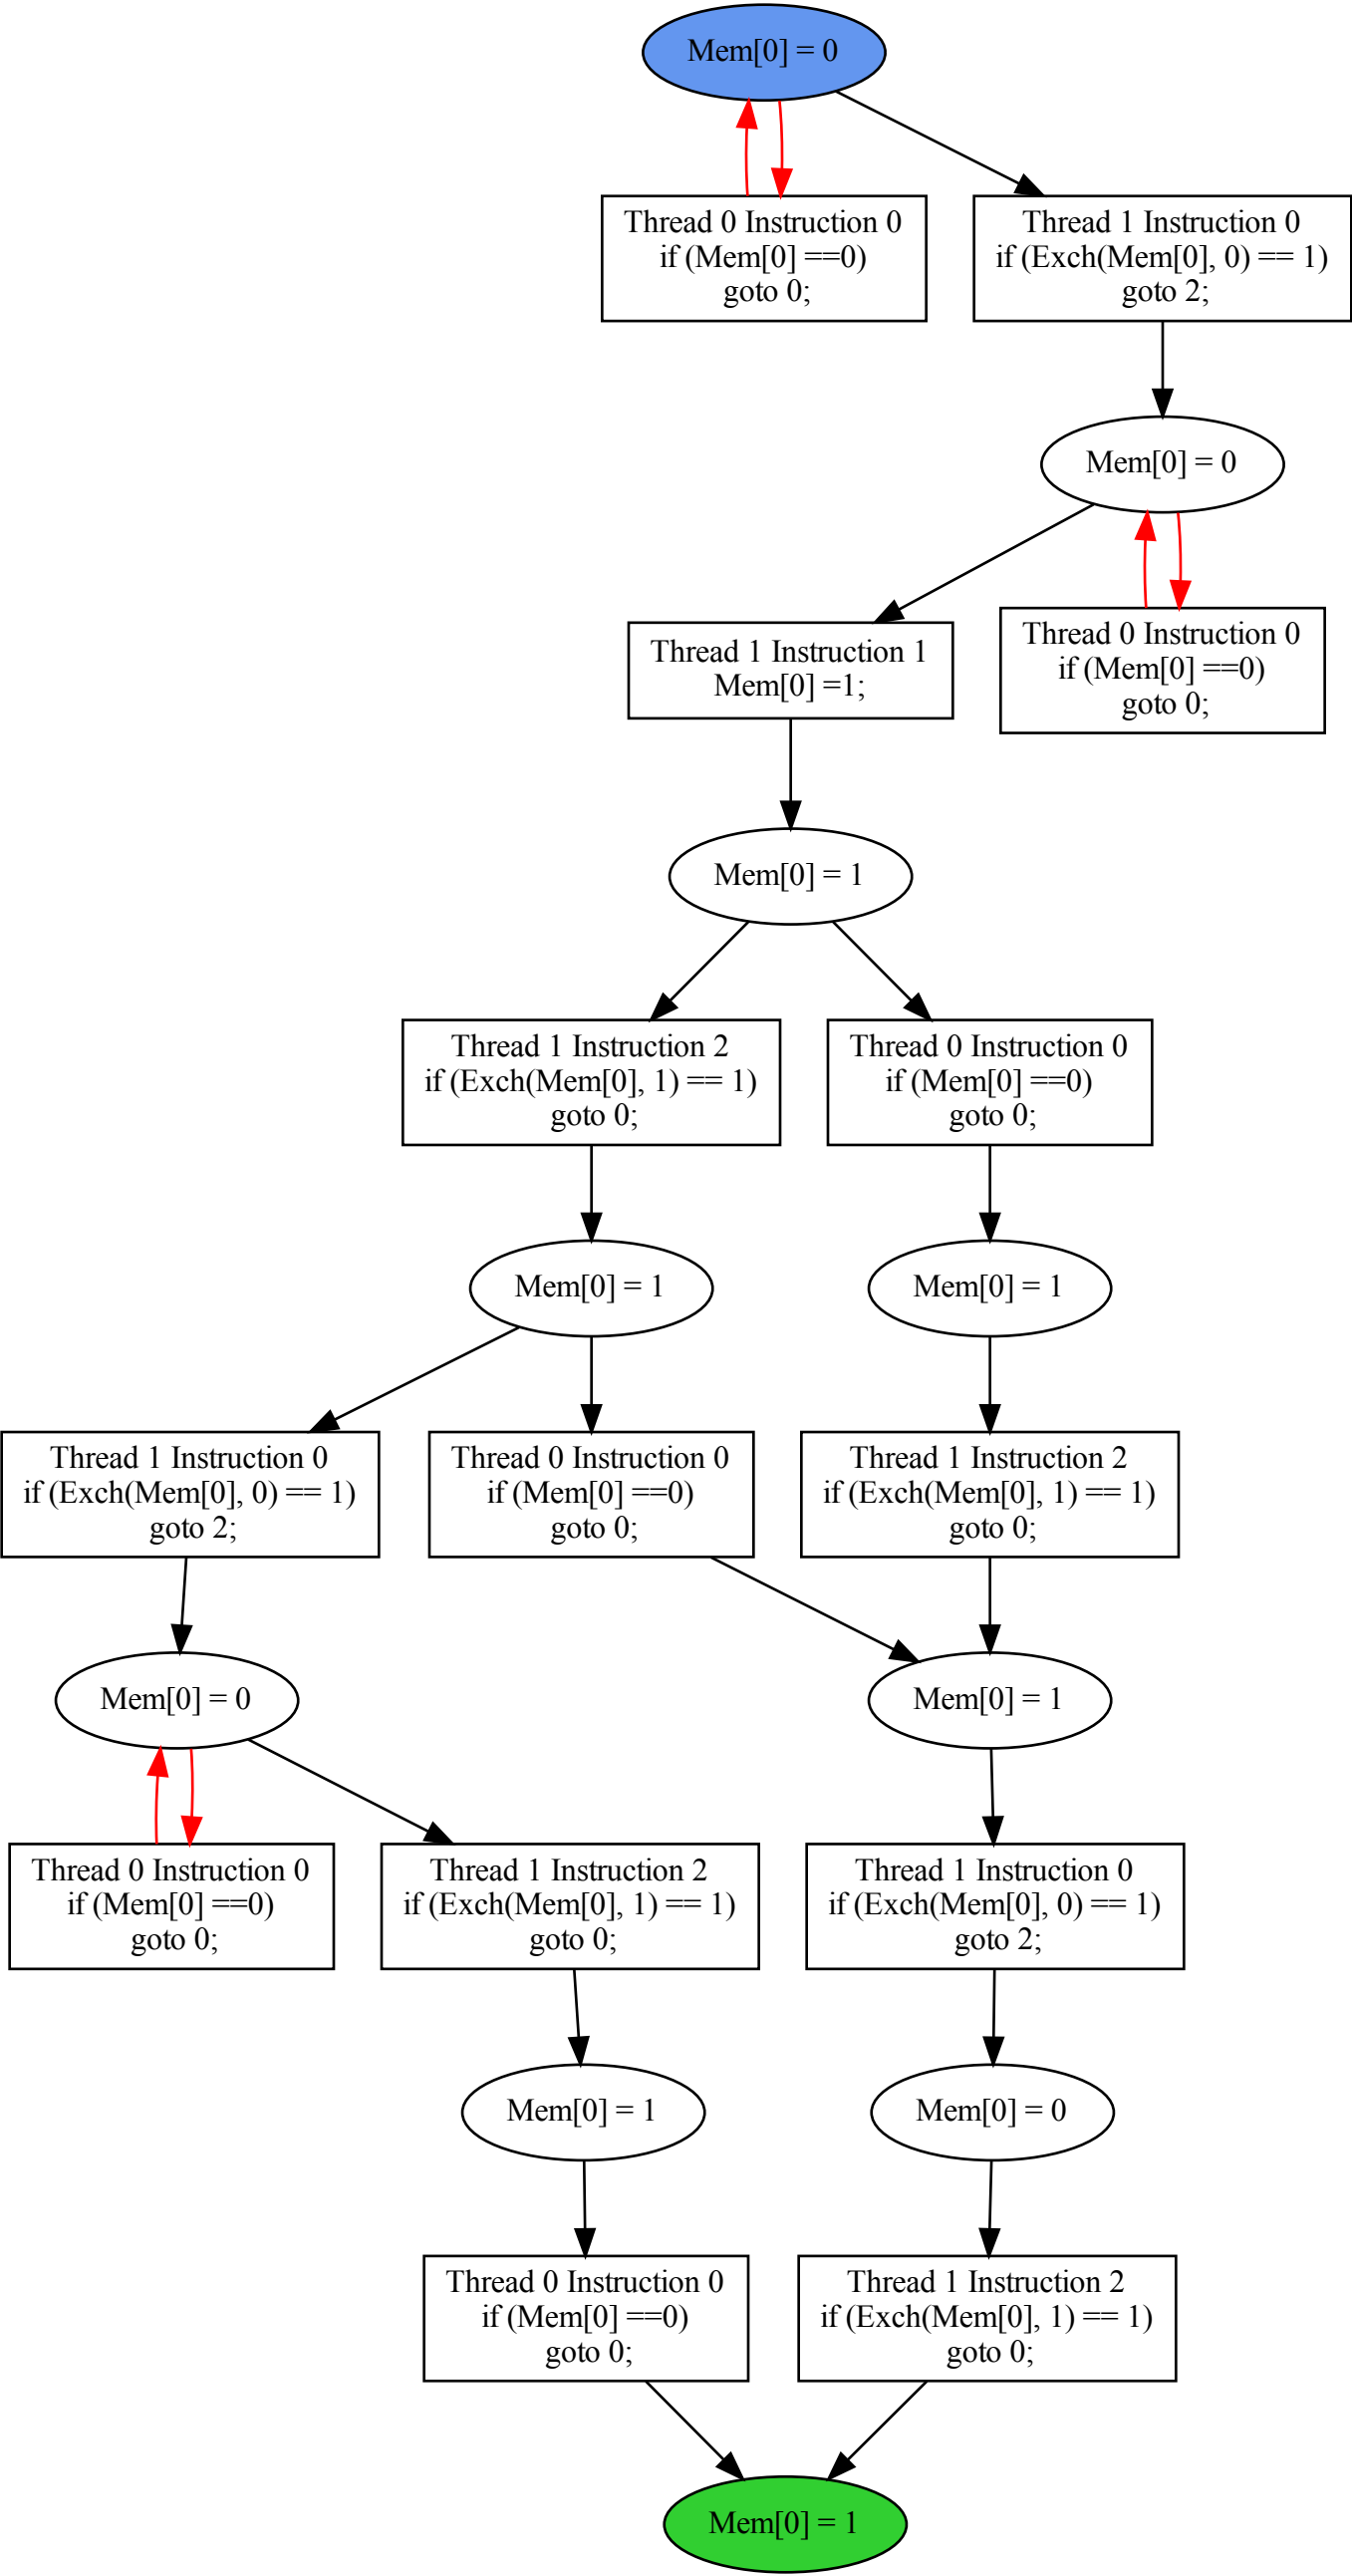 Mem[0] = 0
Thread 0 Instruction 0
if (Mem[0] ==0)
goto 0;
Thread 1 Instruction 0
if (Exch(Mem[0], 0) == 1)
goto 2;
Mem[0] = 0
Thread 1 Instruction 1
Mem[0] =1;
Thread 0 Instruction 0
if (Mem[0] ==0)
goto 0;
Mem[0] = 1
Thread 1 Instruction 2
if (Exch(Mem[0], 1) == 1)
goto 0;
Thread 0 Instruction 0
if (Mem[0] ==0)
goto 0;
Mem[0] = 1
Mem[0] = 1
Thread 1 Instruction 0
if (Exch(Mem[0], 0) == 1)
goto 2;
Thread 0 Instruction 0
if (Mem[0] ==0)
goto 0;
Thread 1 Instruction 2
if (Exch(Mem[0], 1) == 1)
goto 0;
Mem[0] = 0
Mem[0] = 1
Thread 0 Instruction 0
if (Mem[0] ==0)
goto 0;
Thread 1 Instruction 2
if (Exch(Mem[0], 1) == 1)
goto 0;
Thread 1 Instruction 0
if (Exch(Mem[0], 0) == 1)
goto 2;
Mem[0] = 1
Mem[0] = 0
Thread 0 Instruction 0
if (Mem[0] ==0)
goto 0;
Thread 1 Instruction 2
if (Exch(Mem[0], 1) == 1)
goto 0;
Mem[0] = 1